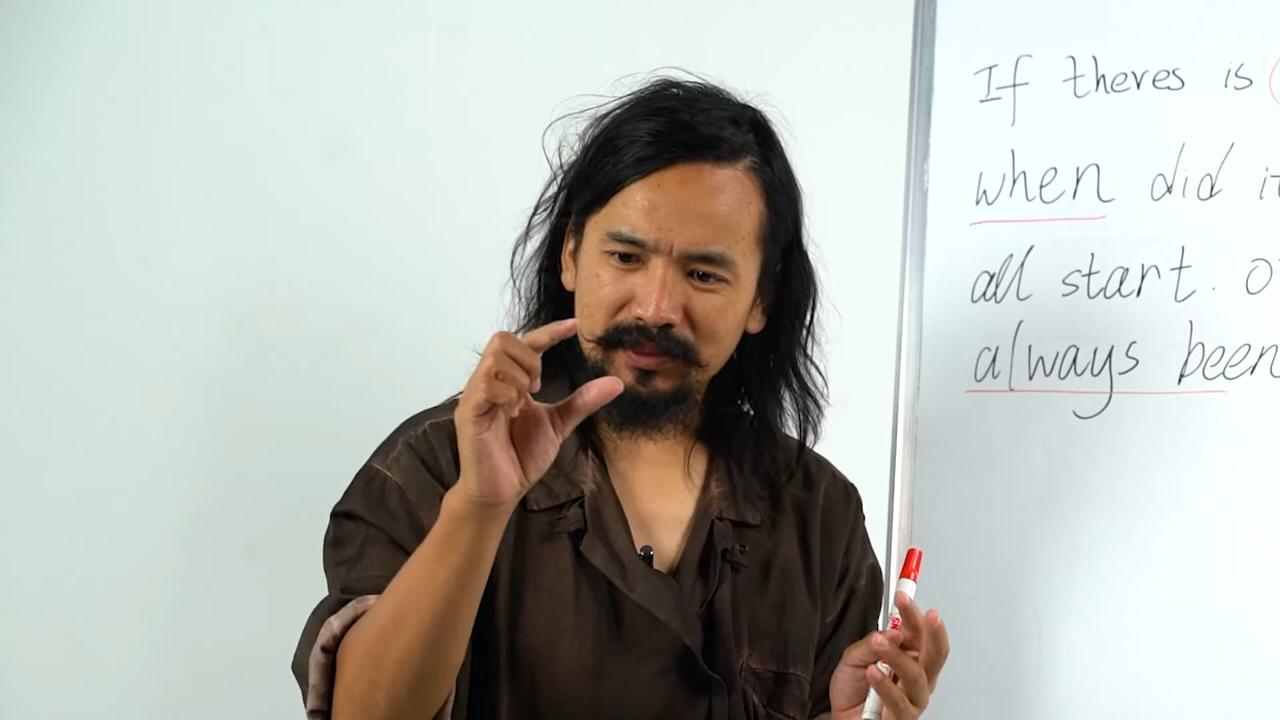 If theres is
when did it
all start. O
always been